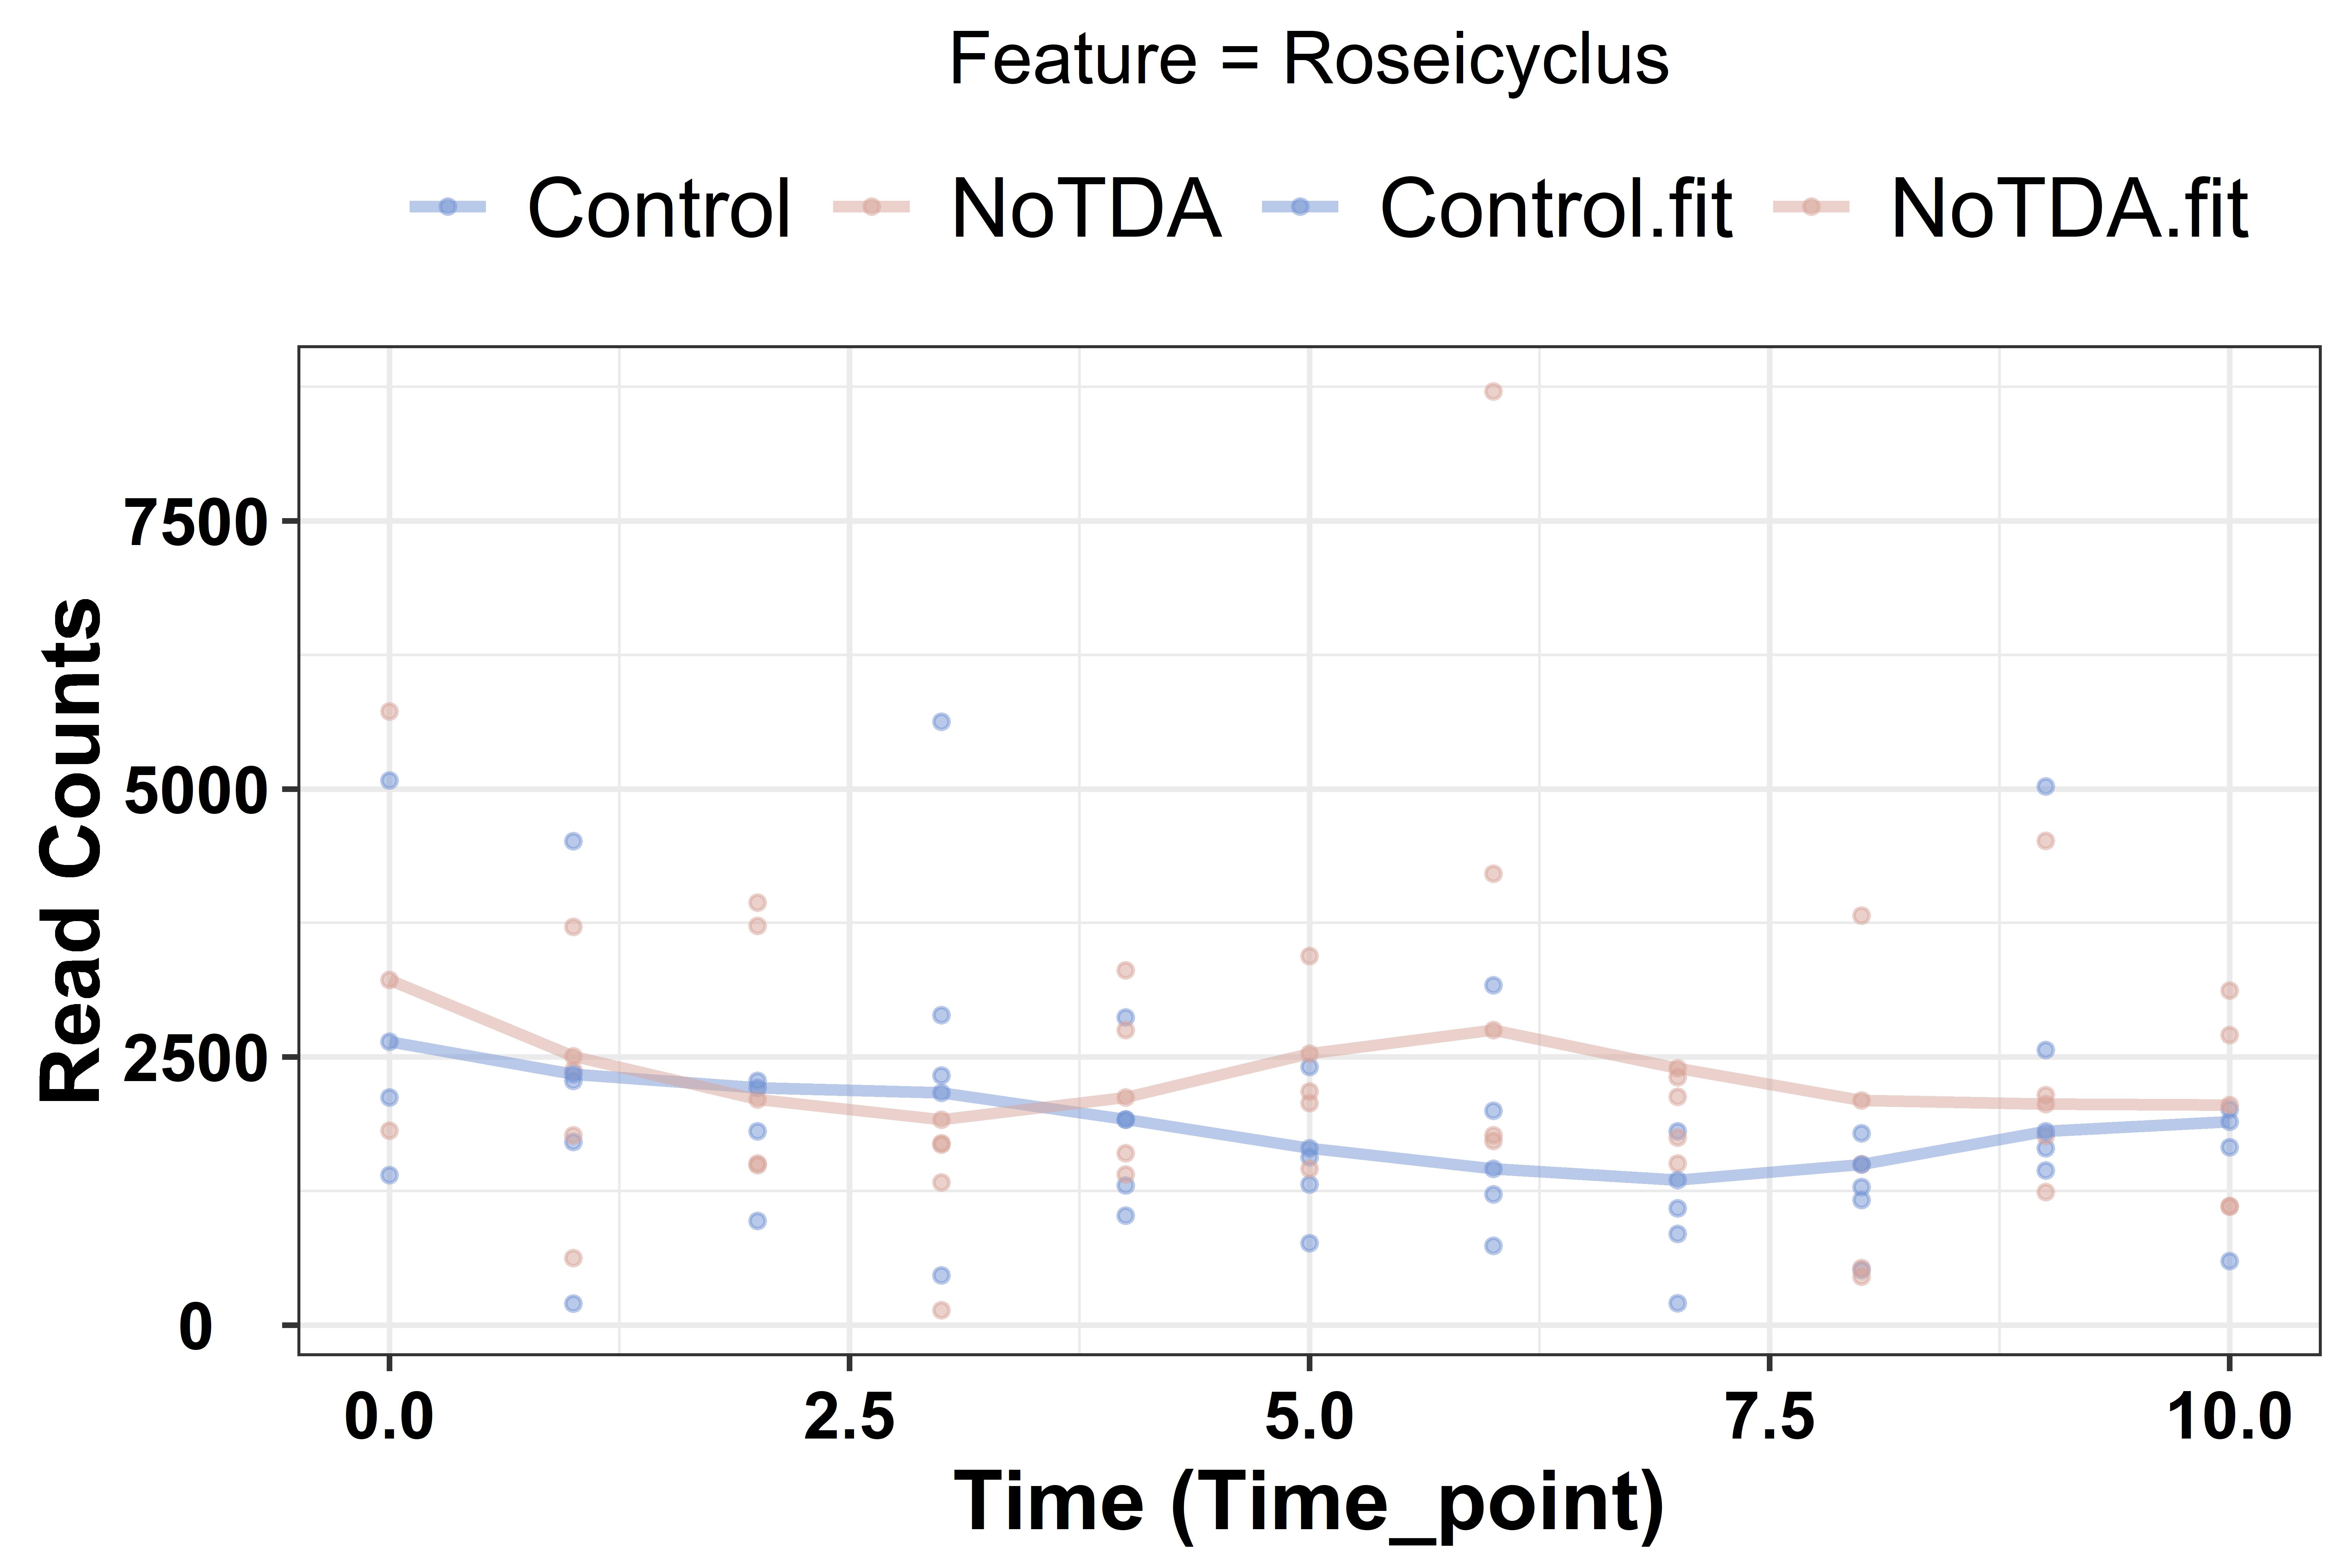 Feature = Roseicyclus
Control NoTDA Control.fit NoTDA.fit
Read Counts
7500
5000
2500
0
0.0 2.5 5.0 7.5 10.0
Time (Time_point)